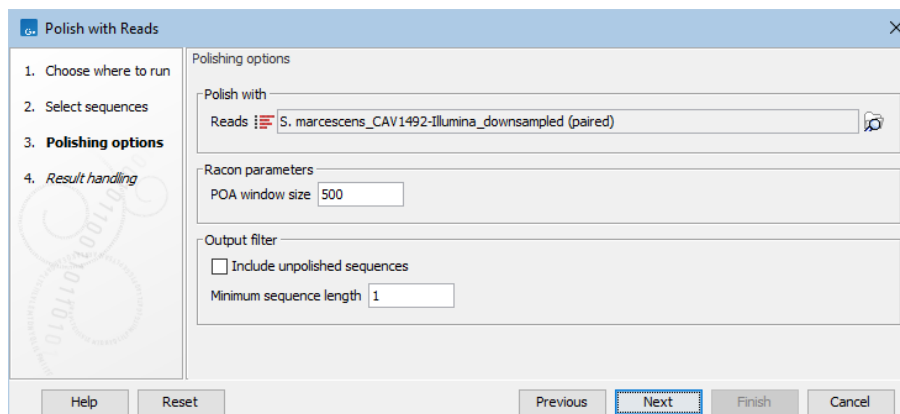 Polish with Reads
1. Choose where to run
2. Select sequences
3. Polishing options
4. Result handling
Polishing options
Polish with
Reads S. marcescens_CAV1492-Illumina_downsampled (paired)
Racon parameters
POA window size 500
Output filter
Include unpolished sequences
Minimum sequence length 1
Help Reset Previous Next Finish Cancel